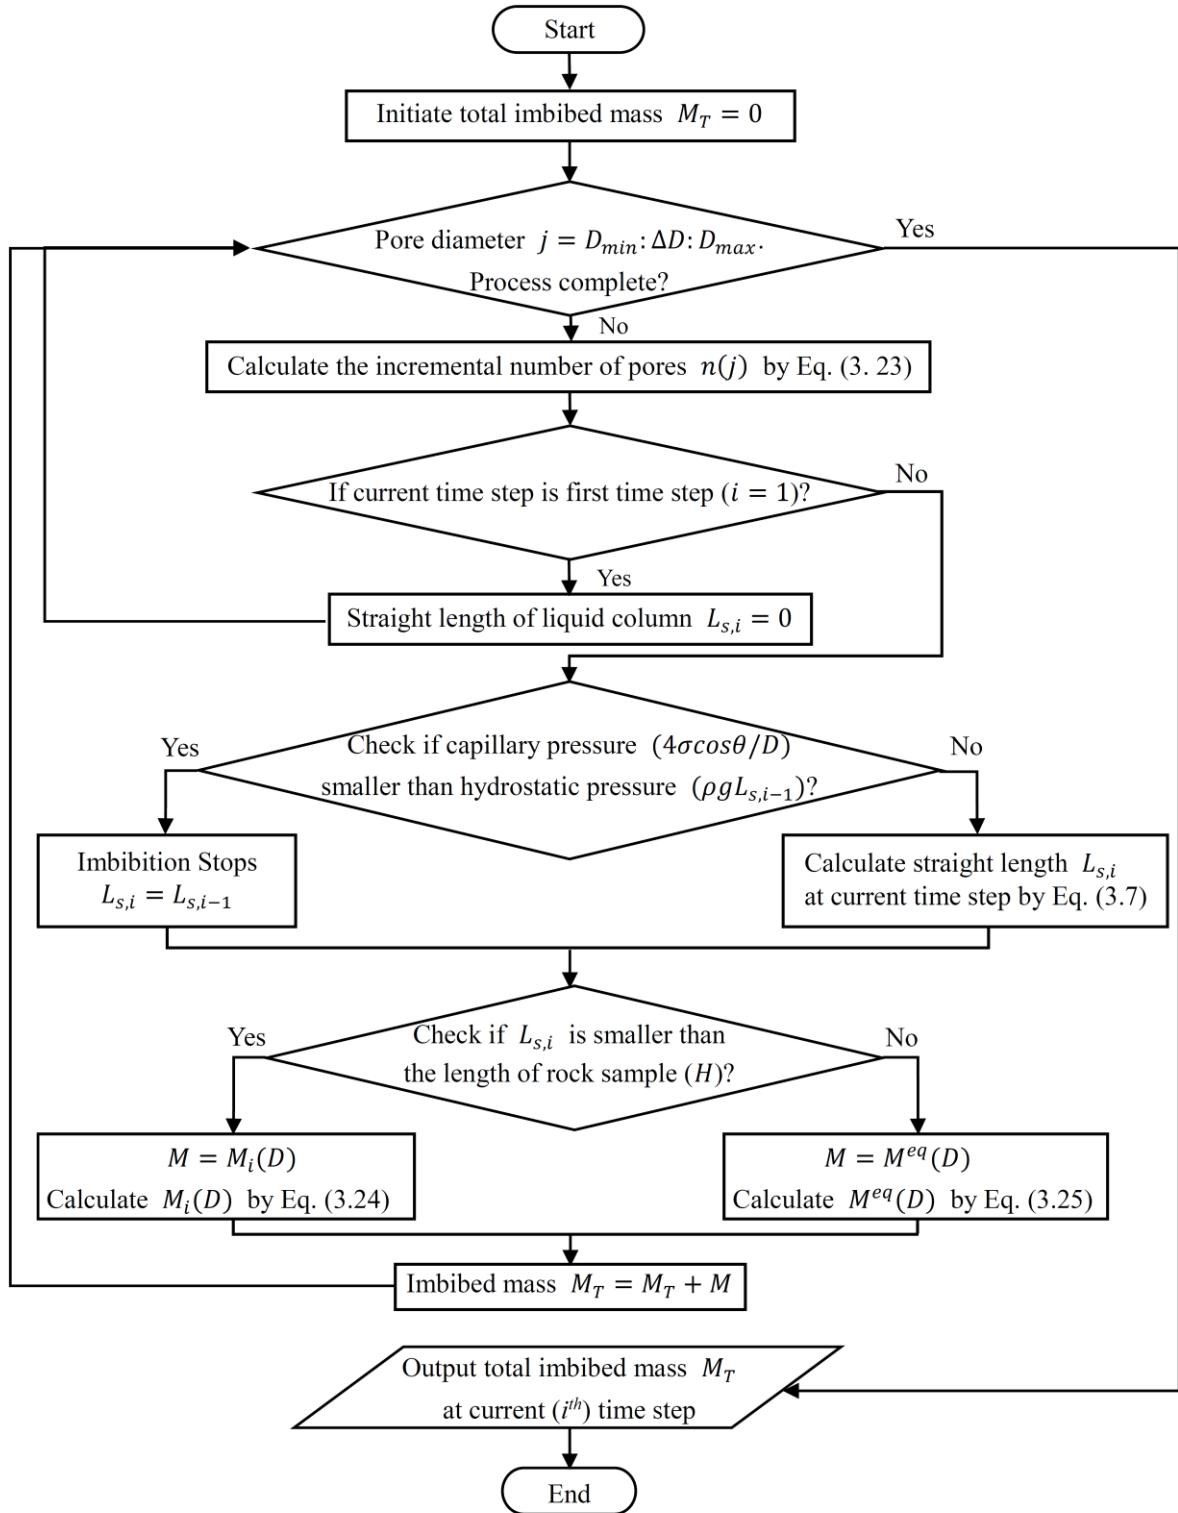 Start
Initiate total imbibed mass M_T = 0
Pore diameter j = D_min: ΔD: D_max.
Process complete?
Yes
No
Calculate the incremental number of pores n(j) by Eq. (3. 23)
If current time step is first time step (i = 1)?
No
Yes
Straight length of liquid column L_s,i = 0
Check if capillary pressure (4σcosθ/D)
smaller than hydrostatic pressure (ρgL_s,i−1)?
Yes
No
Imbibition Stops
L_s,i = L_s,i−1
Calculate straight length L_s,i
at current time step by Eq. (3.7)
Check if L_s,i is smaller than
the length of rock sample (H)?
Yes
No
M = M_i(D)
Calculate M_i(D) by Eq. (3.24)
M = M^eq(D)
Calculate M^eq(D) by Eq. (3.25)
Imbibed mass M_T = M_T + M
Output total imbibed mass M_T
at current (i^th) time step
End